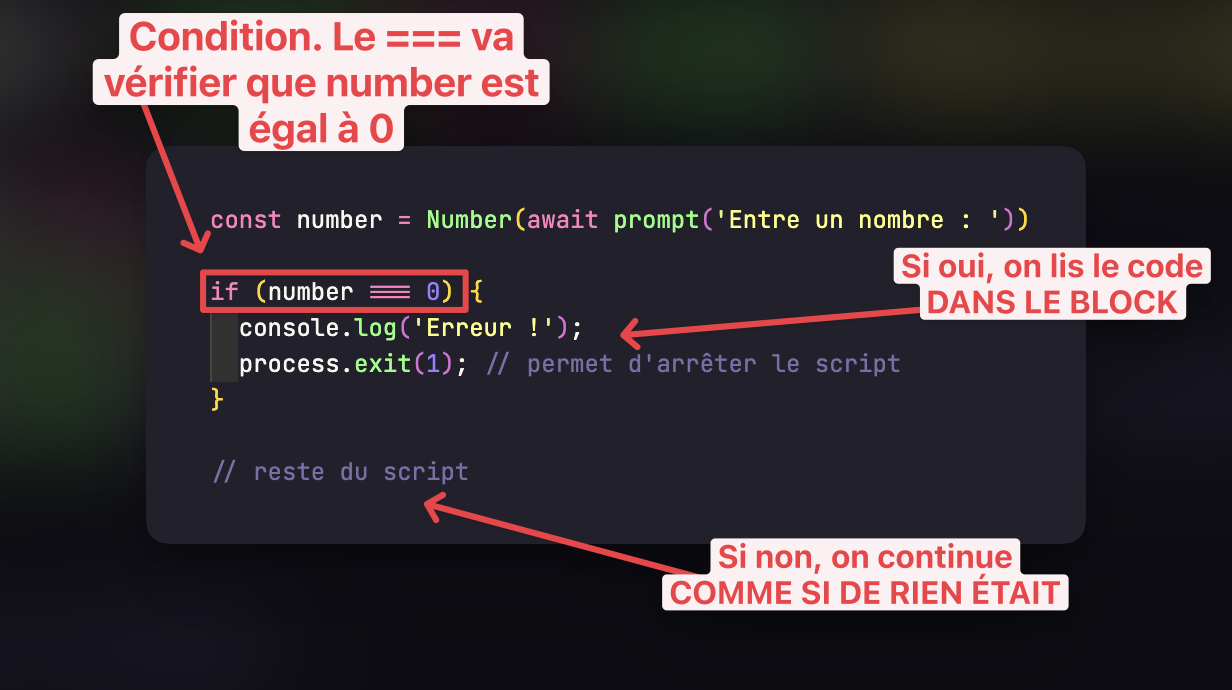 Condition. Le === va
vérifier que number est
égal à 0
const number = Number(await prompt('Entre un nombre : '))
if (number === 0) {
Si oui, on lis le code
DANS LE BLOCK
console.log('Erreur !');
process.exit(1); // permet d'arrêter le script
}
// reste du script
Si non, on continue
COMME SI DE RIEN ÉTAIT